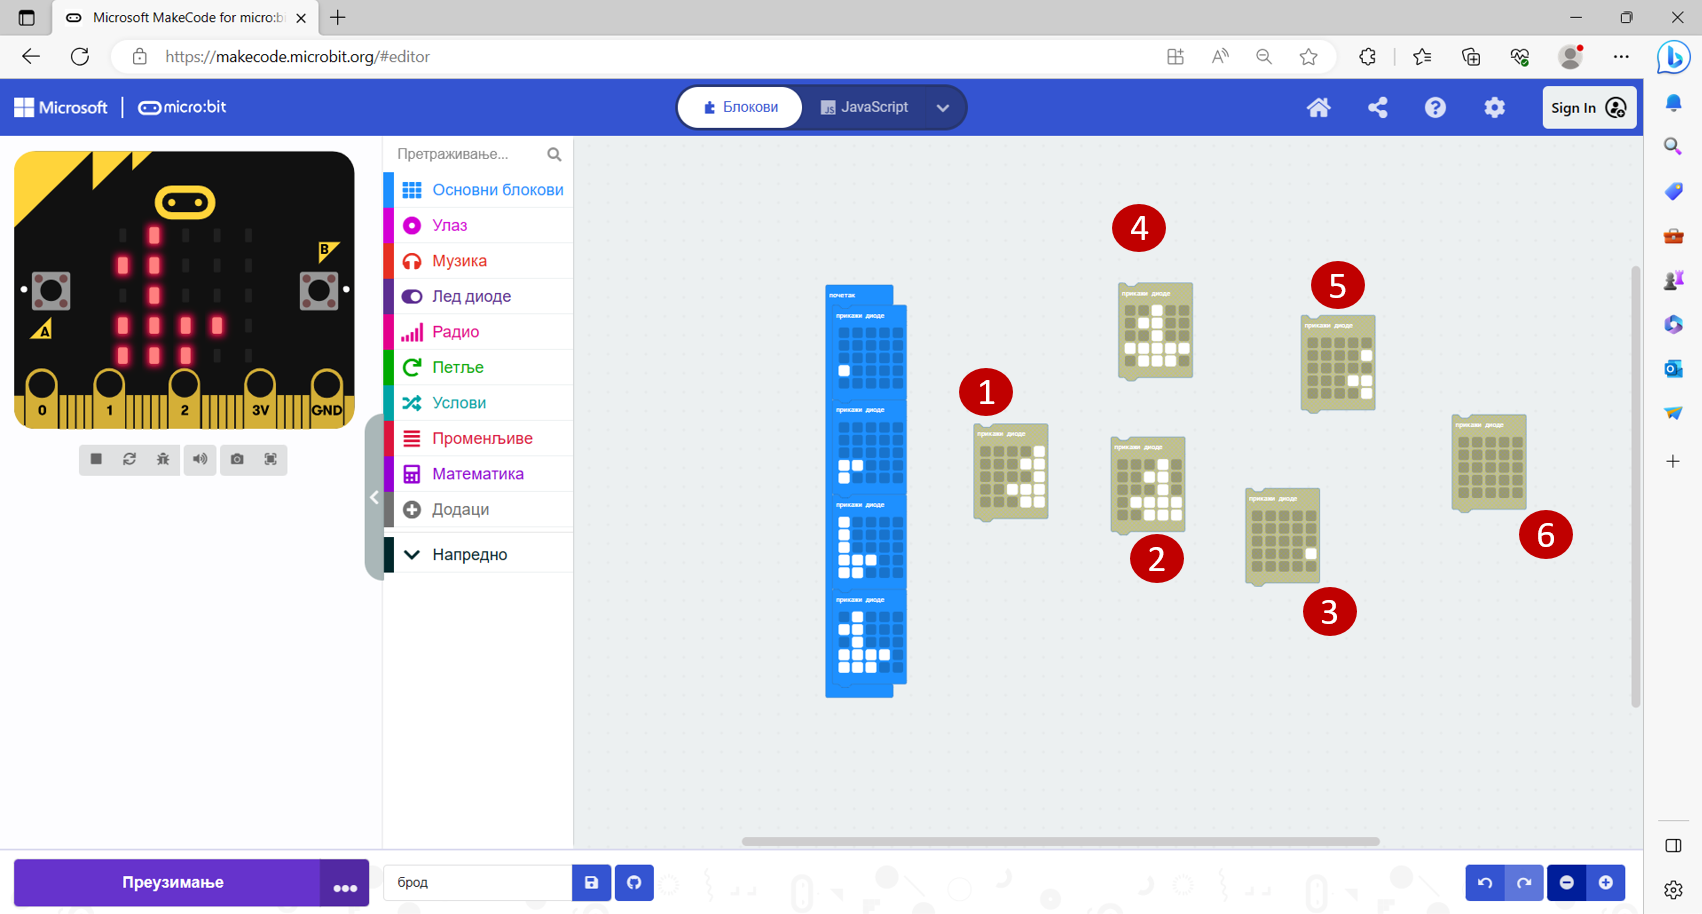 Microsoft MakeCode for micro:bi
https://makecode.microbit.org/#editor
Microsoft
micro:bit
Блокови
JavaScript
Sign In
Претраживање...
Основни блокови
Улаз
Музика
Лед диоде
Радио
Петље
Услови
Променљиве
Математика
Додаци
Напредно
B
A
0 1 2 3V GND
почетак
прикажи диоде
прикажи диоде
прикажи диоде
прикажи диоде
4
прикажи диоде
5
прикажи диоде
1
прикажи диоде
прикажи диоде
2
прикажи диоде
3
прикажи диоде
6
Преузимање
брод